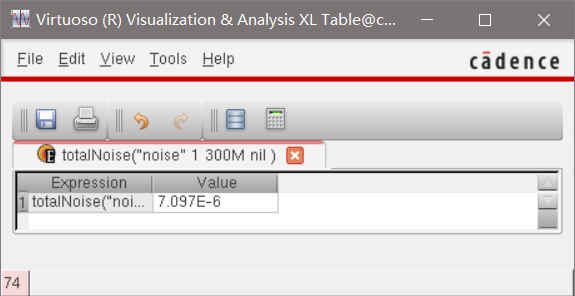 Virtuoso (R) Visualization & Analysis XL Table@c...
File Edit View Tools Help cādence
totalNoise("noise" 1 300M nil )
Expression Value
1 totalNoise("noi... 7.097E-6
74